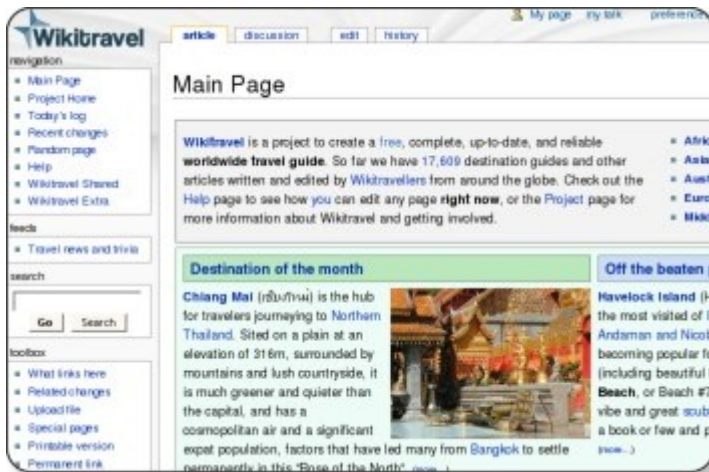 Wikitravel
My page my talk preferences
article discussion edit history
navigation
Main Page
Project Home
Today's log
Recent changes
Random page
Help
Wikitravel Shared
Wikitravel Extra
feeds
Travel news and trivia
search
Go Search
toolbox
What links here
Related changes
Upload file
Special pages
Printable version
Permanent link
Main Page
Wikitravel is a project to create a free, complete, up-to-date, and reliable
worldwide travel guide. So far we have 17,609 destination guides and other
articles written and edited by Wikitravellers from around the globe. Check out the
Help page to see how you can edit any page right now, or the Project page for
more information about Wikitravel and getting involved.
Afri
Asia
Aust
Euro
Midd
Destination of the month
Chiang Mai (เชียงใหม่) is the hub
for travelers journeying to Northern
Thailand. Sited on a plain at an
elevation of 316m, surrounded by
mountains and lush countryside, it
is much greener and quieter than
the capital, and has a
cosmopolitan air and a significant
expat population, factors that have led many from Bangkok to settle
permanently in this "Rose of the North". (more...)
Off the beaten
Havelock Island (H
the most visited of
Andaman and Nicob
becoming popular f
(including beautiful
Beach, or Beach #7
vibe and great scub
a book or few and p
(more...)